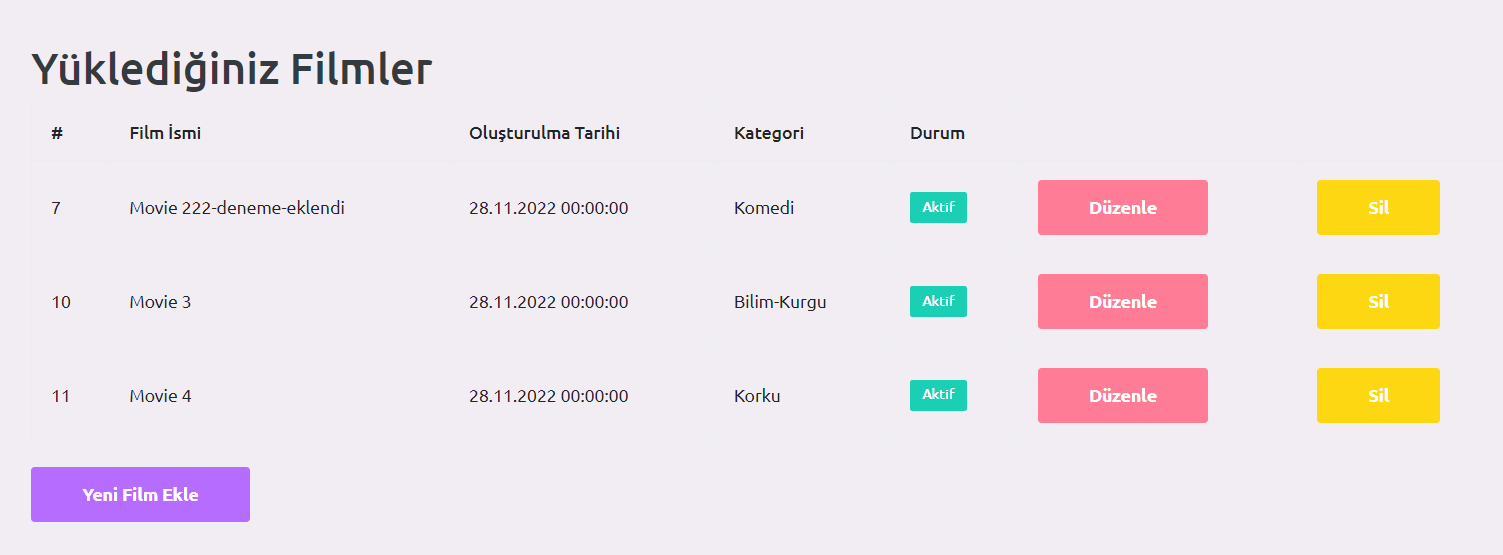 Yüklediğiniz Filmler
# Film İsmi Oluşturulma Tarihi Kategori Durum
7 Movie 222-deneme-eklendi 28.11.2022 00:00:00 Komedi Aktif Düzenle Sil
10 Movie 3 28.11.2022 00:00:00 Bilim-Kurgu Aktif Düzenle Sil
11 Movie 4 28.11.2022 00:00:00 Korku Aktif Düzenle Sil
Yeni Film Ekle